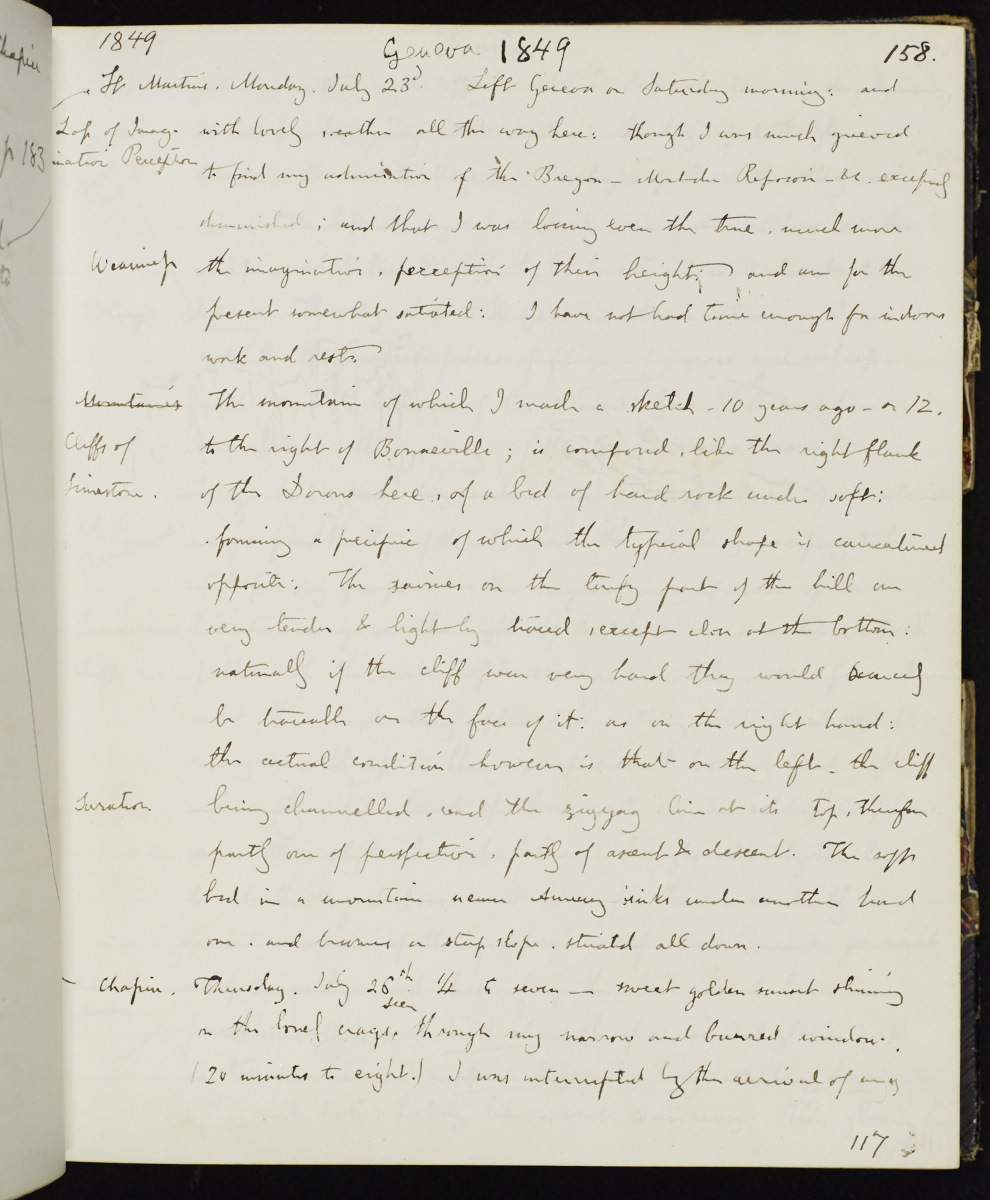 1849
Geneva 1849
158.
St Martins. Monday. July 23d. Left Geneva on Saturday morning: and
Loss of Imag- with lovely weather all the way here: though I was much grieved
inative Perception to find my admiration of the Brezon - Mont de Reposoir - &c. exceedingly
diminished; and that I was losing even the true, much more
Weariness the imaginative, perception of their height; and am for the
present somewhat satiated: I have not had time enough for indoors
work and rest.
Mountains The mountain of which I made a sketch - 10 years ago - or 12,
Cliffs of to the right of Bonneville; is composed, like the right flank
Limestone. of the Dorons here, of a bed of hard rock under soft:
forming a precipice of which the typical shape is caricatured
opposite: The ravines on the turfy part of the hill are
very tender & lightly traced, except close at the bottom:
naturally if the cliff were very hard they would scarcely
be traceable on the face of it: as on the right hand:
the actual condition however is that on the left. the cliff
Duration being channelled, and the zigzag line at its top, therefore
partly one of perspective, partly of ascent & descent. The soft
bed in a mountain nearer Annecy sinks under another hard
one. and becomes a steep slope. striated all down.
Chapiu. Thursday. July 26th. 1/4 to seven - sweet golden sunset shining
seen
on the lovely crags, through my narrow and barred window.
(20 minutes to eight.) I was interrupted by the arrival of my
117
p 183